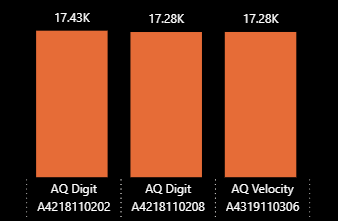 17.43K 17.28K 17.28K
AQ Digit AQ Digit AQ Velocity
A4218110202 A4218110208 A4319110306